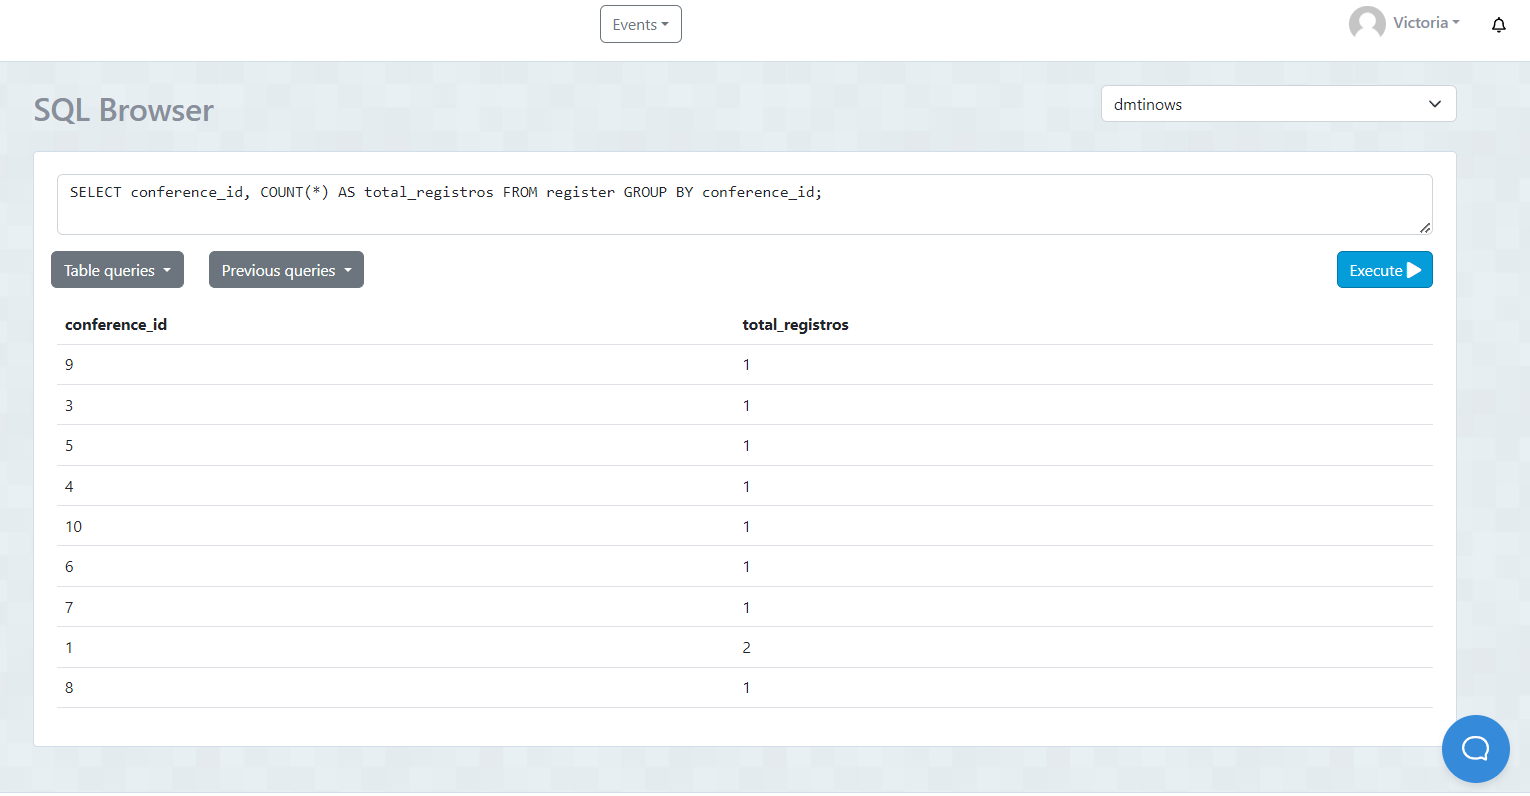 Events
Victoria
SQL Browser
dmtinows
SELECT conference_id, COUNT(*) AS total_registros FROM register GROUP BY conference_id;
Table queries
Previous queries
Execute
conference_id total_registros
9 1
3 1
5 1
4 1
10 1
6 1
7 1
1 2
8 1